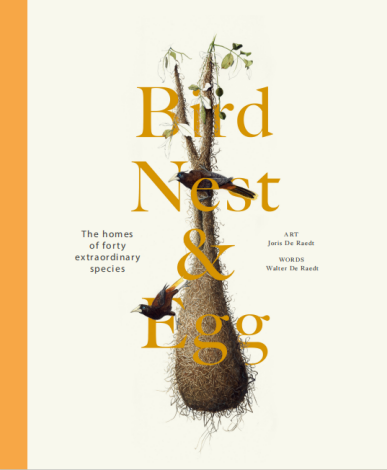 Bird
Nest
&
Egg
The homes
of forty
extraordinary
species
ART
Joris De Raedt
WORDS
Walter De Raedt